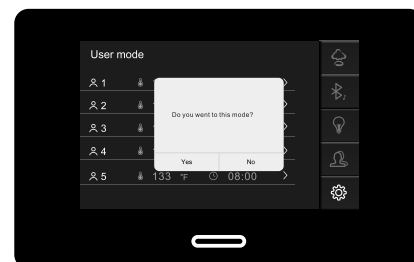 User mode
1
2
3
4
Do you went to this mode?
Yes No
5 133 °F 08:00